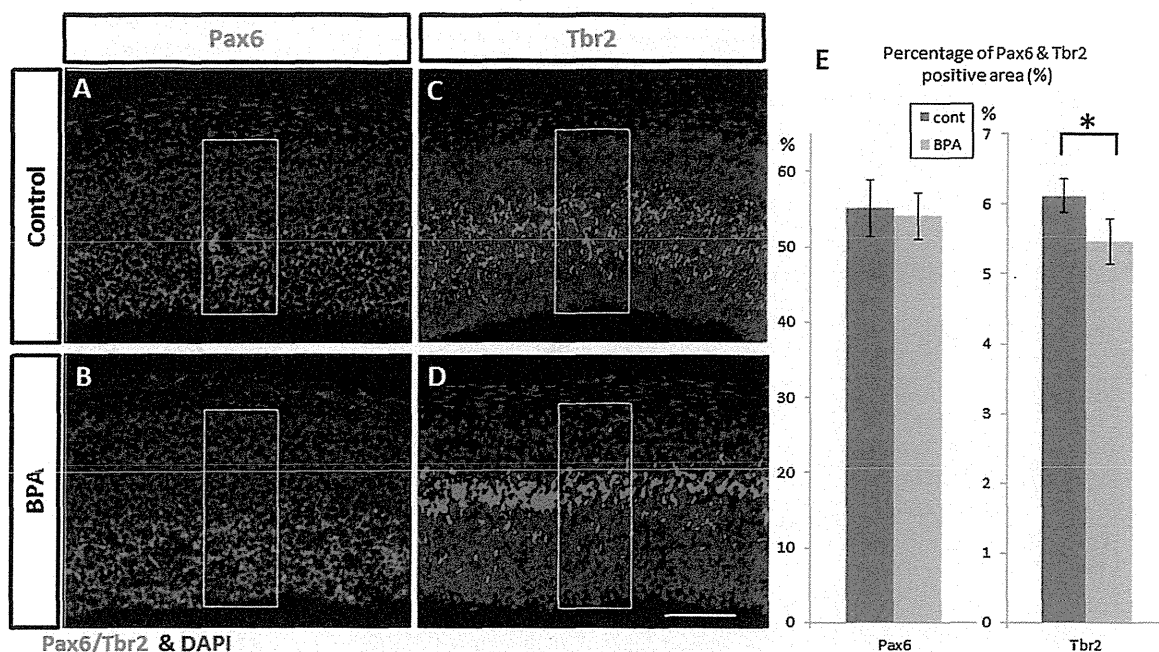 Pax6
Tbr2
Control
BPA
A
C
B
D
Pax6/Tbr2 & DAPI
E
Percentage of Pax6 & Tbr2
positive area (%)
cont
BPA
%
60
50
40
30
20
10
0
Pax6
%
7
6
5
4
3
2
1
0
*
Tbr2